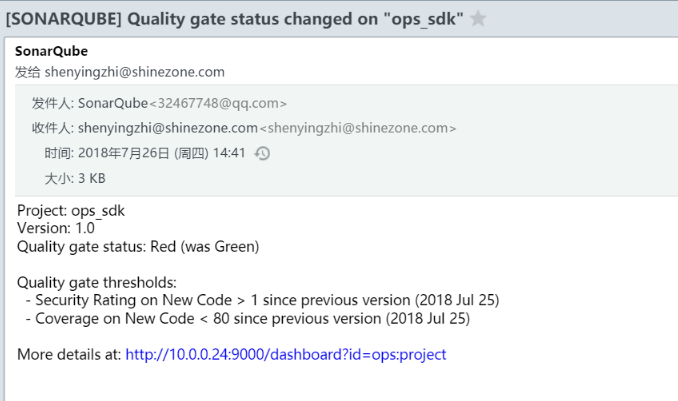 [SONARQUBE] Quality gate status changed on "ops_sdk"
SonarQube
发给 shenyingzhi@shinezone.com
发件人: SonarQube<32467748@qq.com>
收件人: shenyingzhi@shinezone.com<shenyingzhi@shinezone.com>
时间: 2018年7月26日 (周四) 14:41
大小: 3 KB
Project: ops_sdk
Version: 1.0
Quality gate status: Red (was Green)
Quality gate thresholds:
- Security Rating on New Code > 1 since previous version (2018 Jul 25)
- Coverage on New Code < 80 since previous version (2018 Jul 25)
More details at: http://10.0.0.24:9000/dashboard?id=ops:project